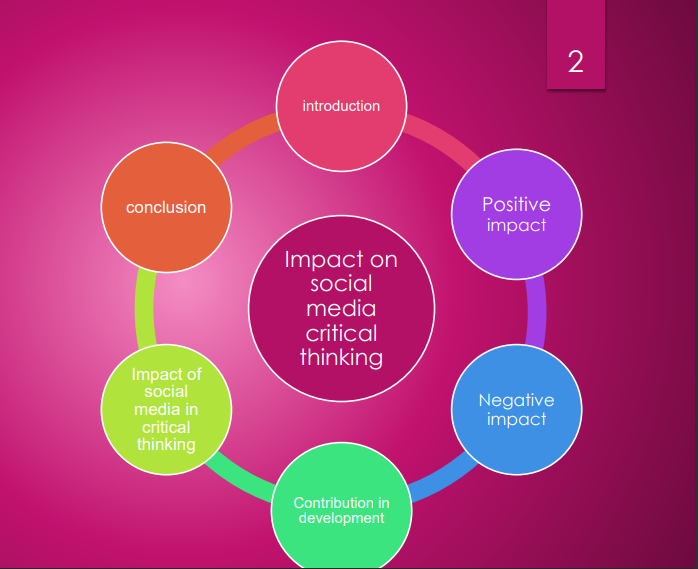 2
introduction
Positive
impact
Negative
impact
Contribution in
development
Impact of
social
media in
critical
thinking
conclusion
Impact on
social
media
critical
thinking